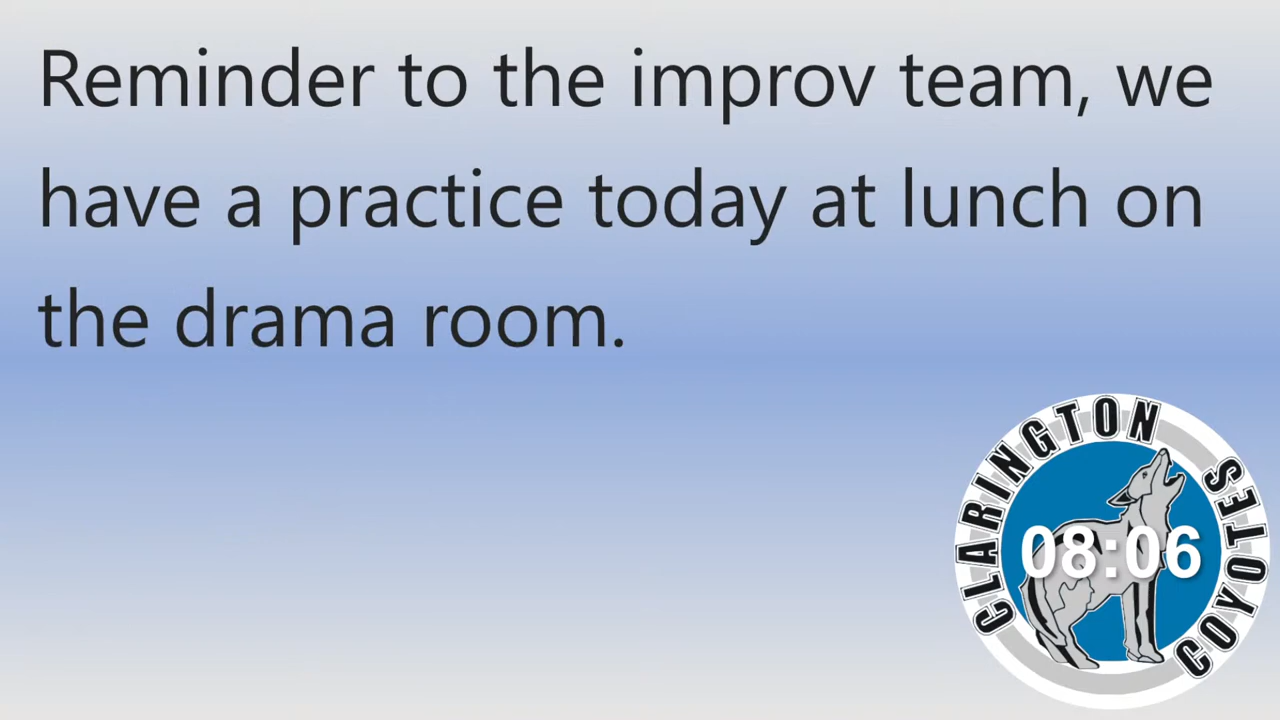 Reminder to the improv team, we
have a practice today at lunch on
the drama room.
CLARINGTON
COYOTES
08:06